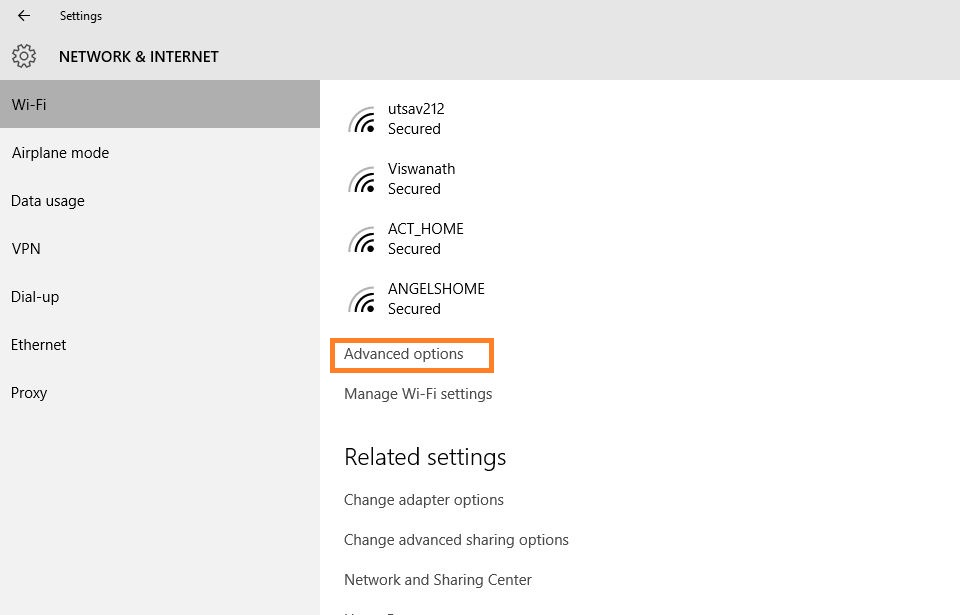 Settings
NETWORK & INTERNET
Wi-Fi
Airplane mode
Data usage
VPN
Dial-up
Ethernet
Proxy
utsav212
Secured
Viswanath
Secured
ACT_HOME
Secured
ANGELSHOME
Secured
Advanced options
Manage Wi-Fi settings
Related settings
Change adapter options
Change advanced sharing options
Network and Sharing Center